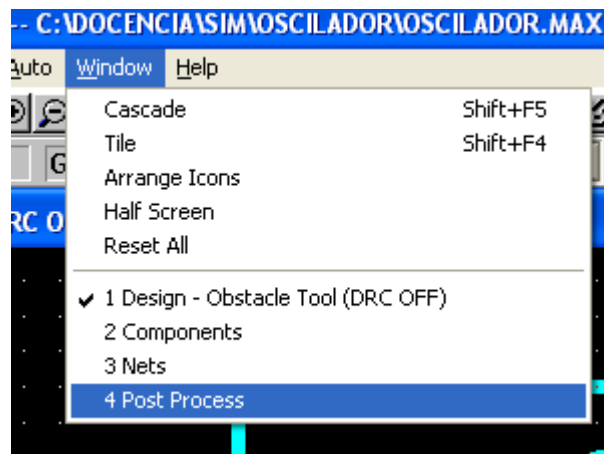 -- C:\DOCENCIA\SIM\OSCILADOR\OSCILADOR.MAX
Auto Window Help
Cascade Shift+F5
Tile Shift+F4
G
Arrange Icons
RC O
Half Screen
Reset All
✓ 1 Design - Obstacle Tool (DRC OFF)
2 Components
3 Nets
4 Post Process